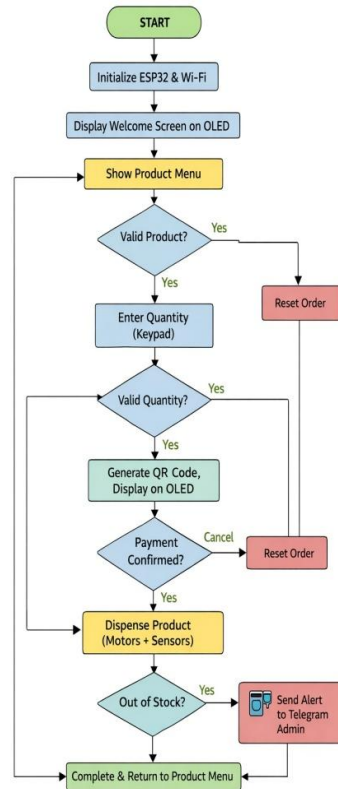 START
Initialize ESP32 & Wi-Fi
Display Welcome Screen on OLED
Show Product Menu
Valid Product?
Yes
Yes
Reset Order
Enter Quantity
(Keypad)
Valid Quantity?
Yes
Yes
Generate QR Code,
Display on OLED
Payment
Confirmed?
Cancel
Reset Order
Yes
Dispense Product
(Motors + Sensors)
Out of Stock?
Yes
Send Alert
to Telegram
Admin
Complete & Return to Product Menu